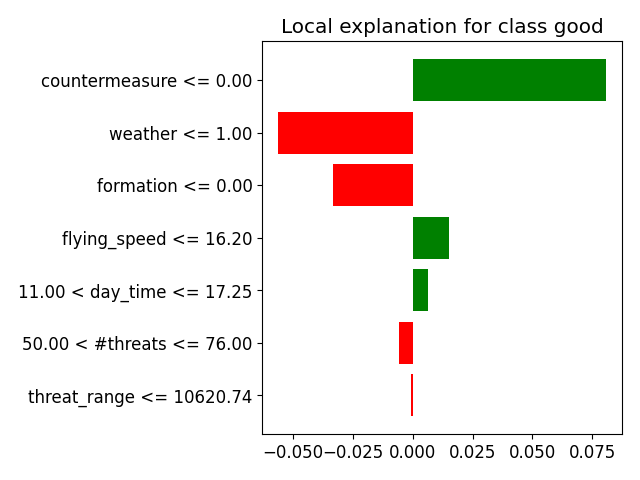 Local explanation for class good
countermeasure <= 0.00
weather <= 1.00
formation <= 0.00
flying_speed <= 16.20
11.00 < day_time <= 17.25
50.00 < #threats <= 76.00
threat_range <= 10620.74
−0.050 −0.025 0.000 0.025 0.050 0.075